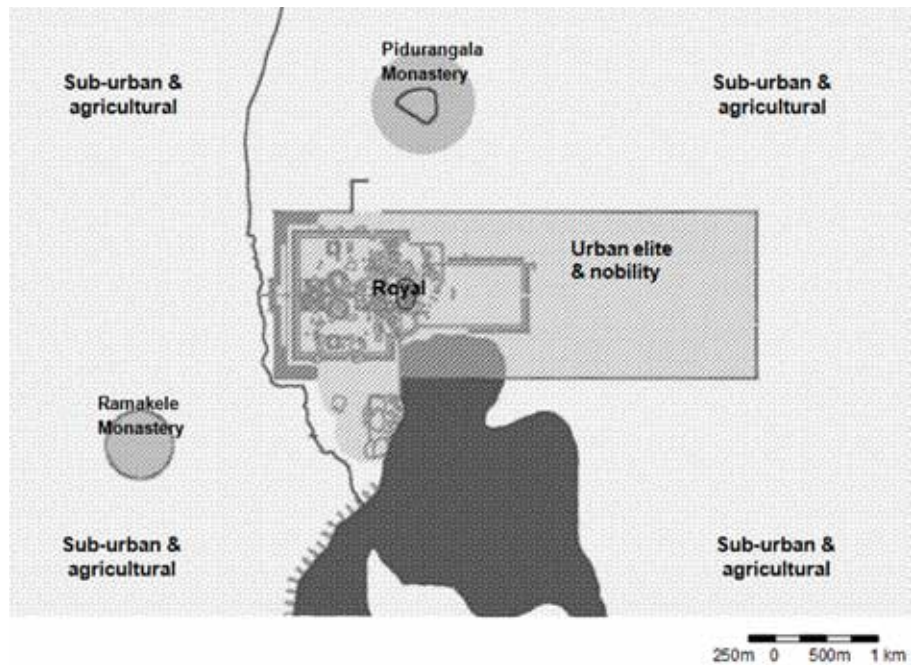 Pidurangala
Monastery
Sub-urban &
agricultural
Sub-urban &
agricultural
Urban elite
& nobility
Royal
Ramakele
Monastery
Sub-urban &
agricultural
Sub-urban &
agricultural
250m 0 500m 1 km